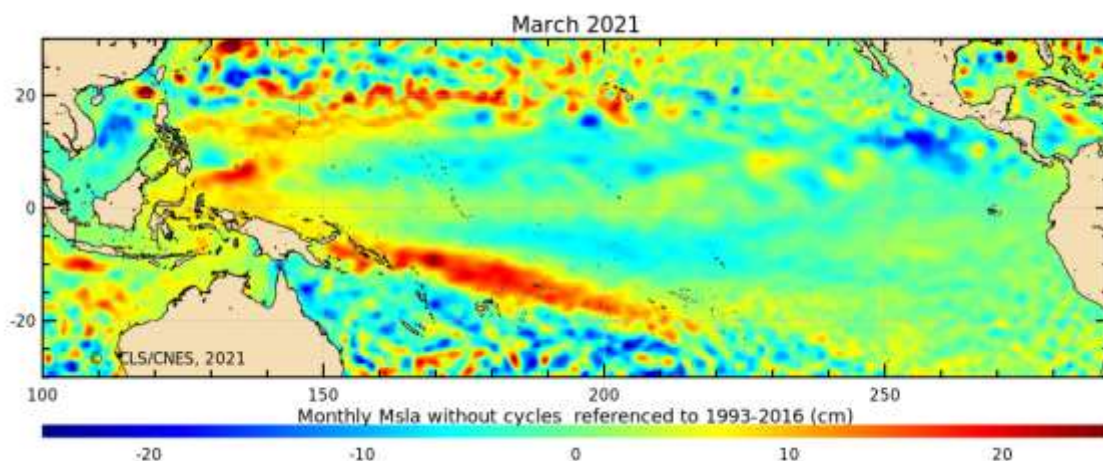 March 2021
20
0
-20
© CLS/CNES, 2021
100 150 200 250
Monthly Msla without cycles referenced to 1993-2016 (cm)
-20 -10 0 10 20